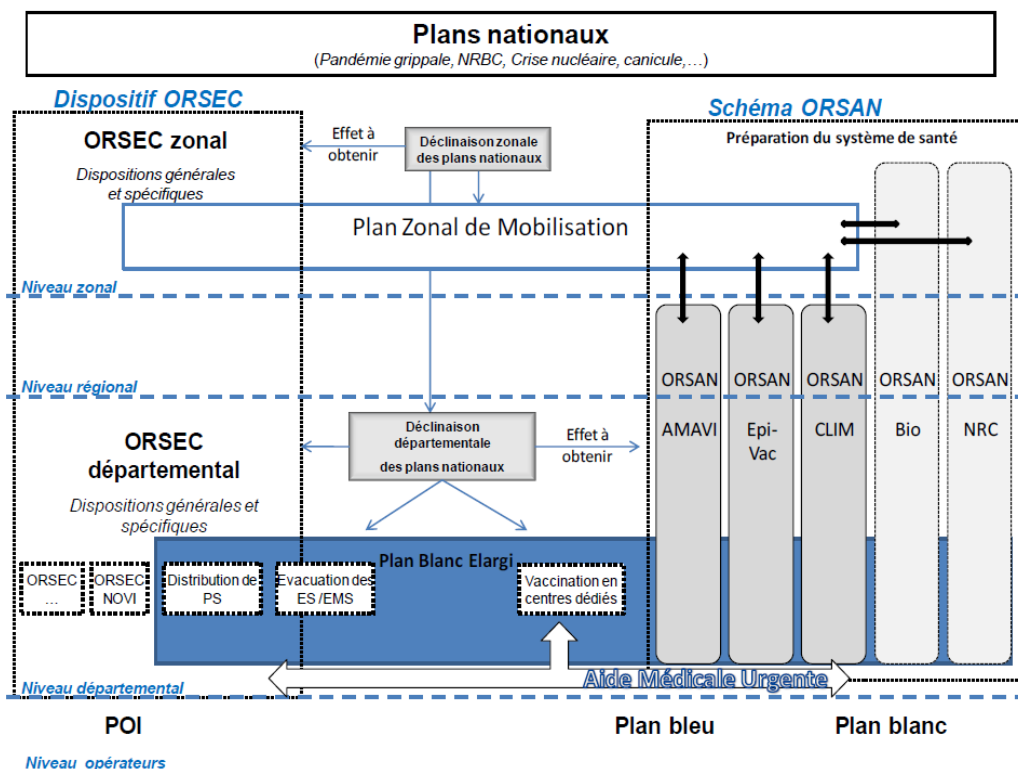 Plans nationaux
(Pandémie grippale, NRBC, Crise nucléaire, canicule,…)
Dispositif ORSEC
Schéma ORSAN
ORSEC zonal
Dispositions générales
et spécifiques
Effet à
obtenir
Déclinaison zonale
des plans nationaux
Préparation du système de santé
Plan Zonal de Mobilisation
Niveau zonal
Niveau régional
ORSAN
AMAVI
ORSAN
Epi-
Vac
ORSAN
CLIM
ORSAN
Bio
ORSAN
NRC
ORSEC
départemental
Dispositions générales et
spécifiques
Déclinaison
départementale
des plans nationaux
Effet à
obtenir
Plan Blanc Elargi
ORSEC
…
ORSEC
NOVI
Distribution de
PS
Evacuation des
ES /EMS
Vaccination en
centres dédiés
Aide Médicale Urgente
Niveau départemental
POI
Plan bleu
Plan blanc
Niveau opérateurs